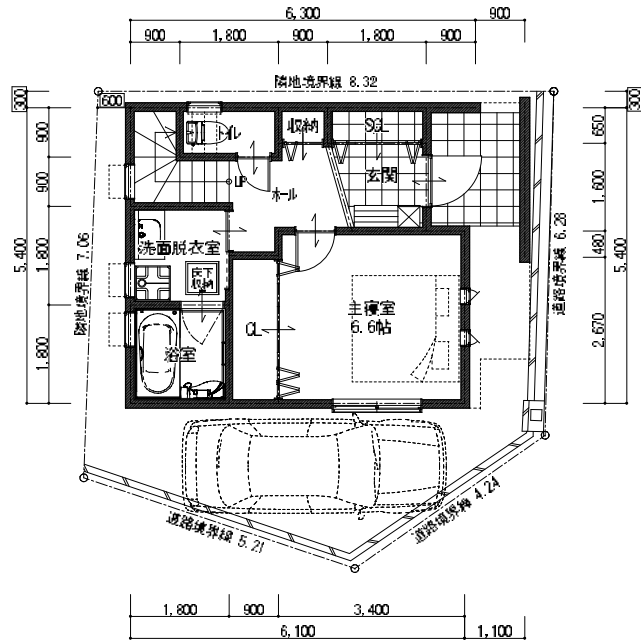 6,300
900
900
1,800
900
1,800
900
隣地境界線 8.32
300
300
600
900
900
1,800
1,800
5,400
650
1,600
480
2,670
5,400
トイレ
収納
SCL
玄関
UP
ホール
洗面脱衣室
床下
収納
CL
主寝室
6.6帖
浴室
隣地境界線 7.06
道路境界線 6.28
道路境界線 5.21
道路境界線 4.24
1,800
900
3,400
6,100
1,100